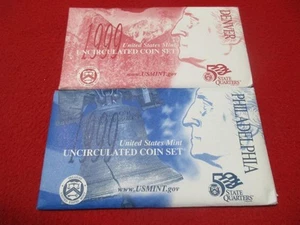 1999
DENVER
United States Mint
UNCIRCULATED COIN SET
www.USMINT.gov
50
STATE
QUARTERS
1999
PHILADELPHIA
United States Mint
UNCIRCULATED COIN SET
www.USMINT.gov
50
STATE
QUARTERS